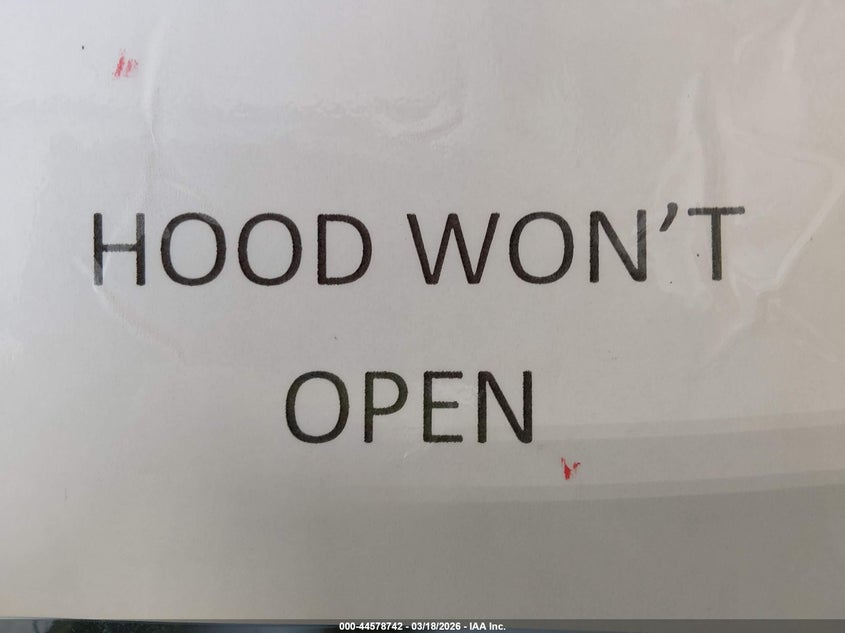 HOOD WON’T
OPEN
000-44578742 - 03/18/2026 - IAA Inc.